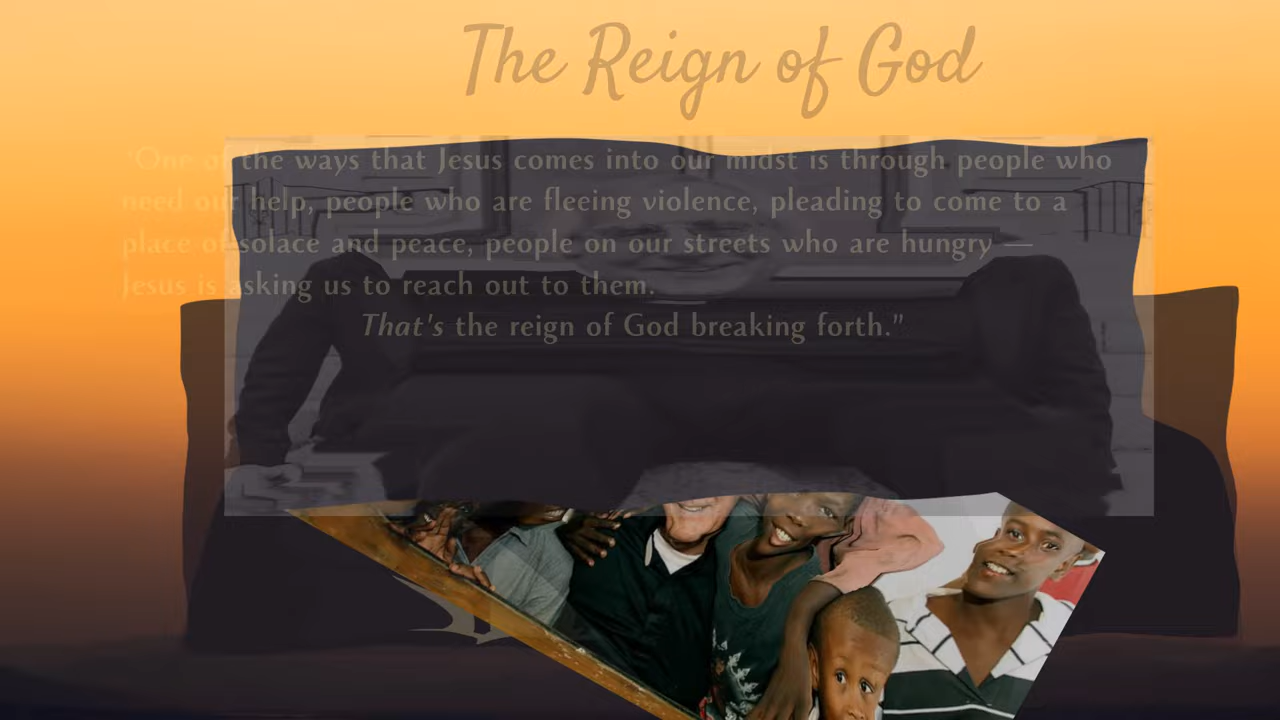 The Reign of God
"One of the ways that Jesus comes into our midst is through people who
need our help, people who are fleeing violence, pleading to come to a
place of solace and peace, people on our streets who are hungry —
Jesus is asking us to reach out to them.
That's the reign of God breaking forth."